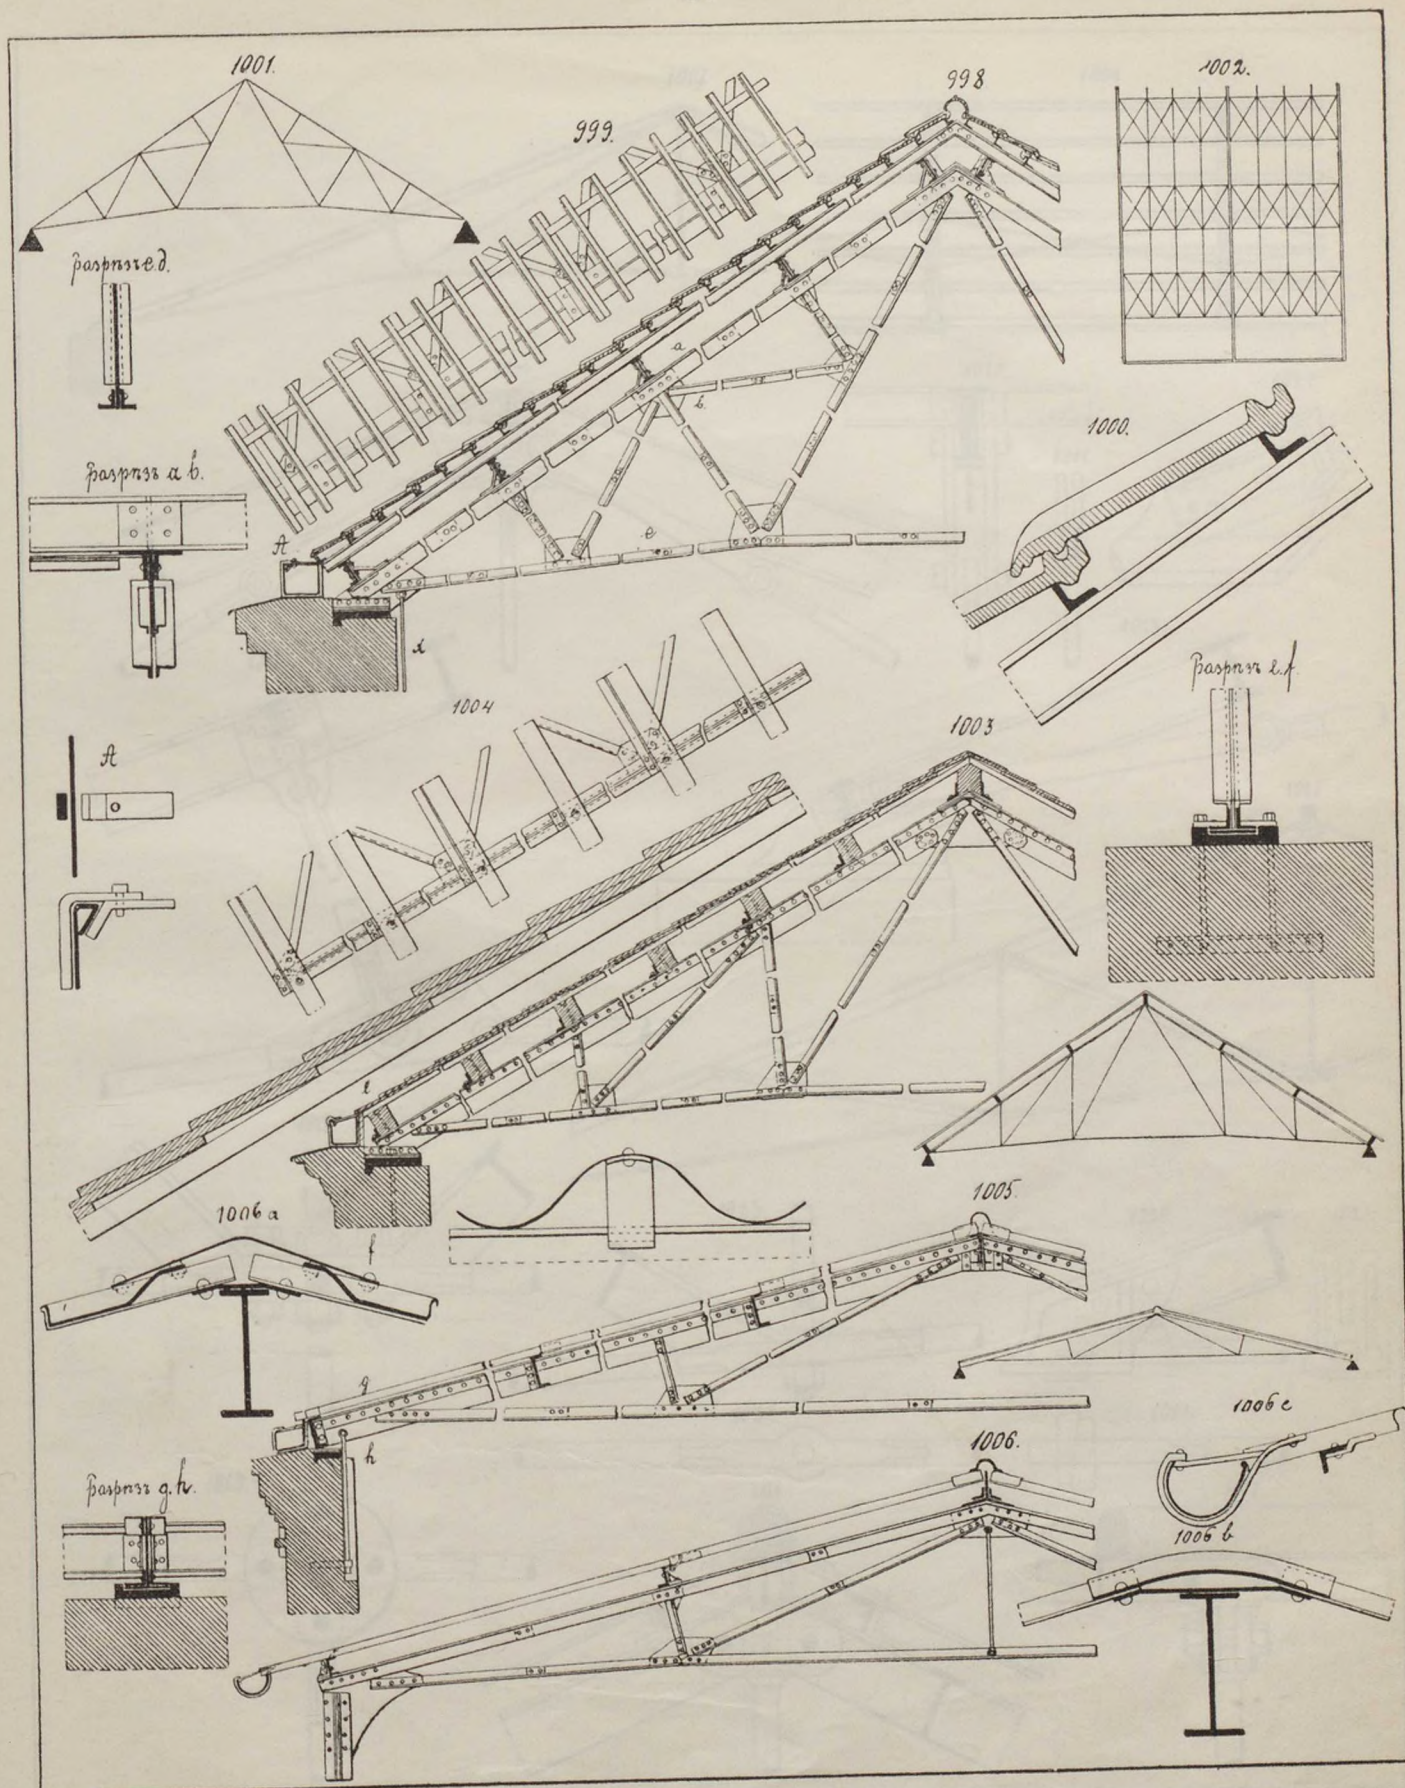 1001.
998
1002.
999.
разрѣзъ c.d.
a
1000.
b.
разрѣзъ a b.
A
c
d
разрѣзъ e.f.
1004
1003
A
e
1005.
1006 a
f
g
1006 c
h
1006.
разрѣзъ g.h.
1006 b